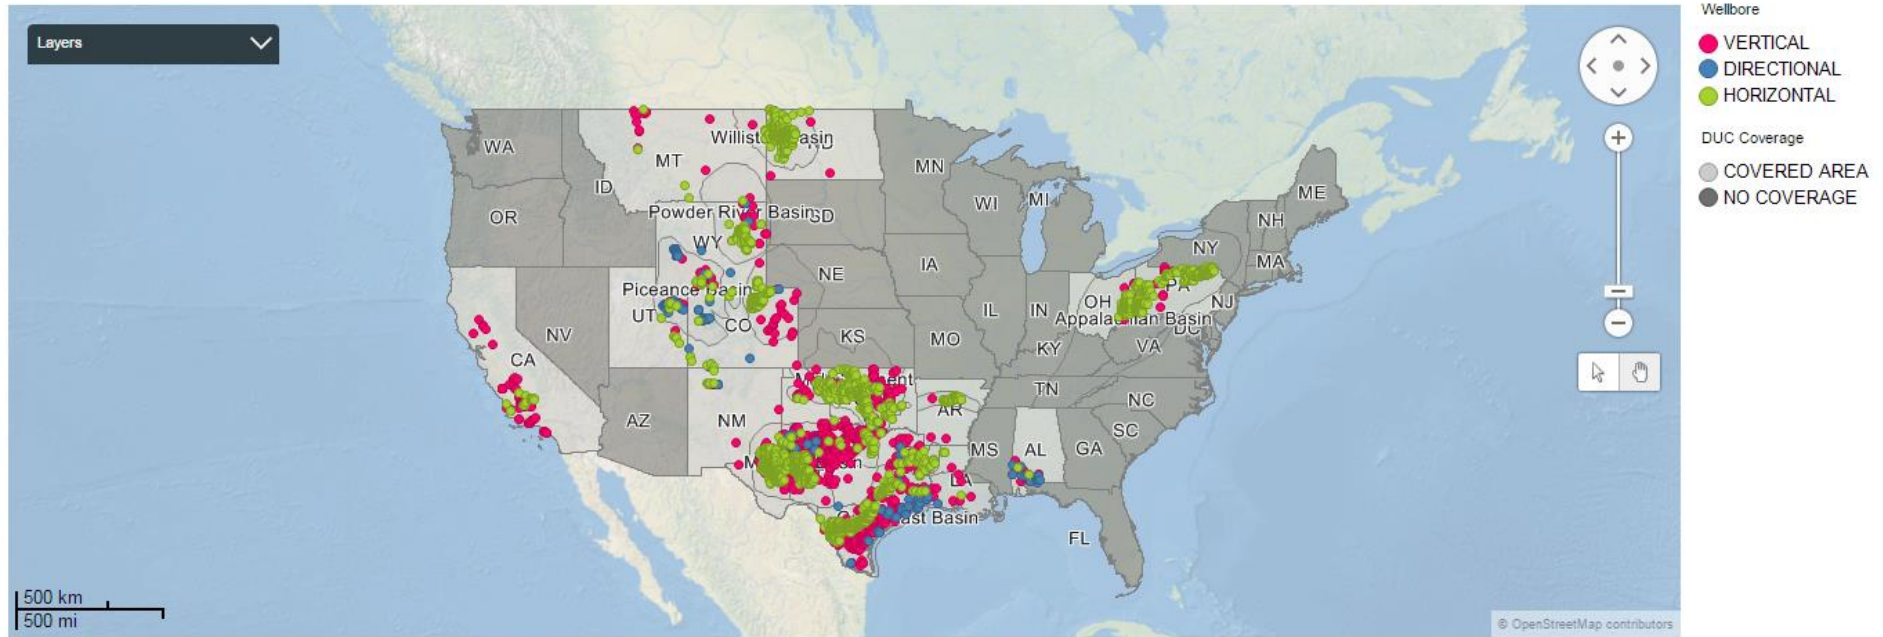 Layers
Wellbore
VERTICAL
DIRECTIONAL
HORIZONTAL
DUC Coverage
COVERED AREA
NO COVERAGE
WA
MT
MN
ID
OR
WI
MI
ME
Powder River Basin
SD
NH
WY
NY
MA
IA
NE
Piceance Basin
UT
CO
IL
IN
OH
PA
NJ
Appalachian Basin
DC
NV
KS
MO
KY
VA
CA
TN
NC
AZ
NM
AR
SC
MS
AL
GA
LA
FL
500 km
500 mi
© OpenStreetMap contributors